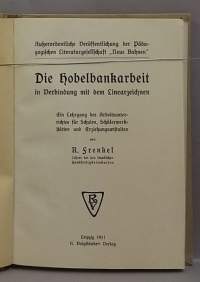 Außerordentliche Veröffentlichung der Päda-
gogischen Literaturgesellschaft „Neue Bahnen"
Die Hobelbankarbeit
in Verbindung mit dem Linearzeichnen
Ein Lehrgang des Arbeitsunter-
richtes für Schulen, Schülerwerk-
stätten und Erziehungsanstalten
von
R. Frenkel
Leipzig 1911
R. Voigtländers Verlag